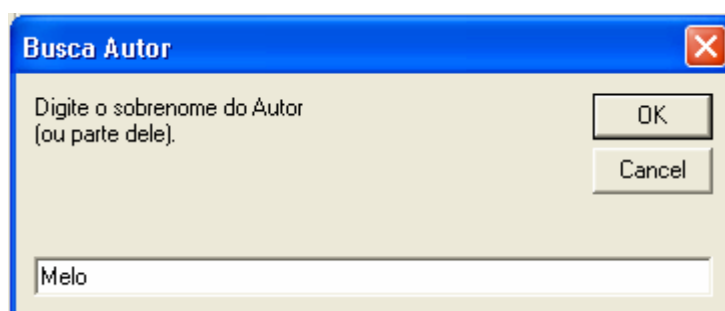 Busca Autor
Digite o sobrenome do Autor
(ou parte dele).
OK
Cancel
Melo